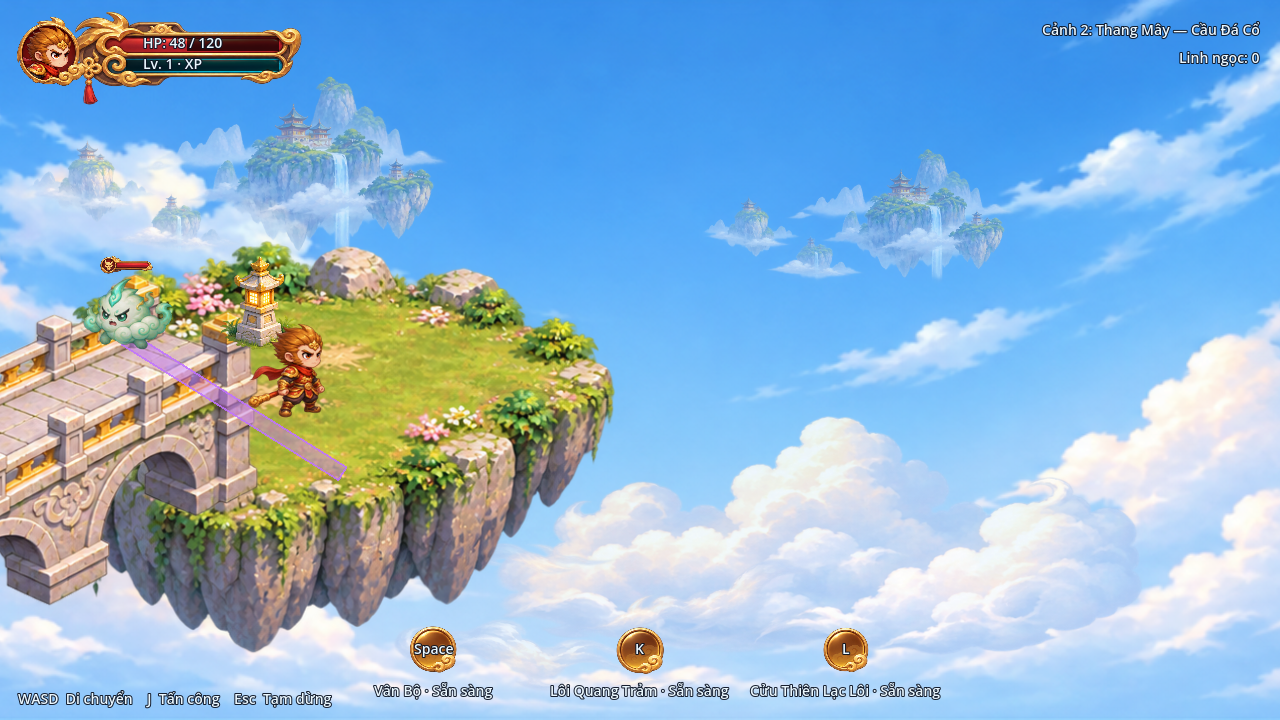 HP: 48 / 120
Lv. 1 · XP
Cảnh 2: Thang Mây — Cầu Đá Cổ
Linh ngọc: 0
Space
K
L
Vân Bộ · Sẵn sàng
Lôi Quang Trảm · Sẵn sàng
Cửu Thiên Lạc Lôi · Sẵn sàng
WASD Di chuyển J Tấn công Esc Tạm dừng